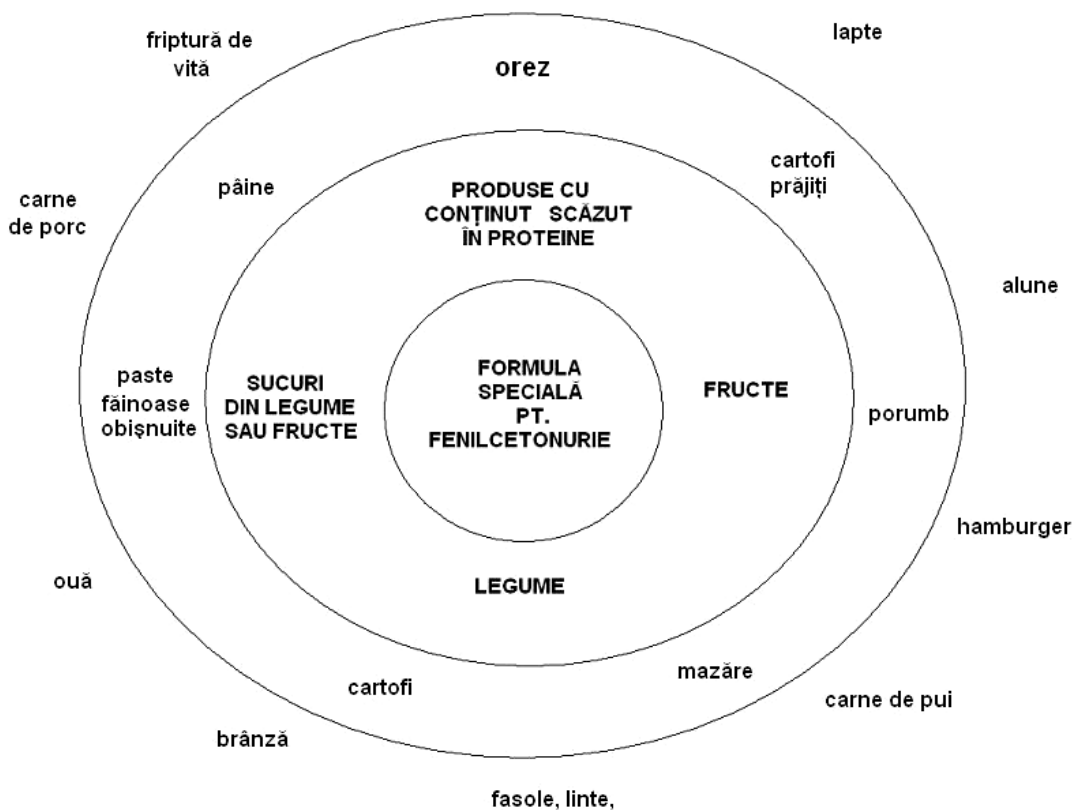 friptură de
vită
lapte
orez
cartofi
prăjiți
pâine
PRODUSE CU
CONȚINUT SCĂZUT
ÎN PROTEINE
carne
de porc
alune
paste
făinoase
obișnuite
SUCURI
DIN LEGUME
SAU FRUCTE
FORMULA
SPECIALĂ
PT.
FENILCETONURIE
FRUCTE
porumb
hamburger
ouă
LEGUME
cartofi
mazăre
carne de pui
brânză
fasole, linte,